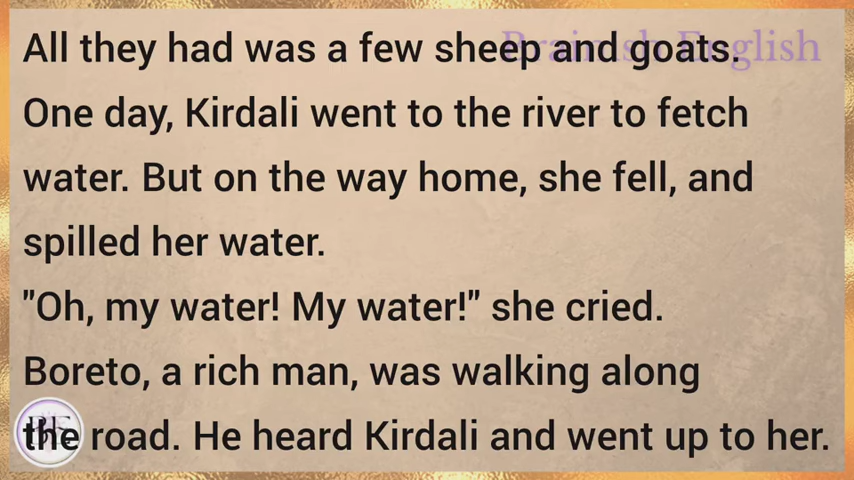 All they had was a few sheep and goats.
One day, Kirdali went to the river to fetch
water. But on the way home, she fell, and
spilled her water.
"Oh, my water! My water!" she cried.
Boreto, a rich man, was walking along
the road. He heard Kirdali and went up to her.
English